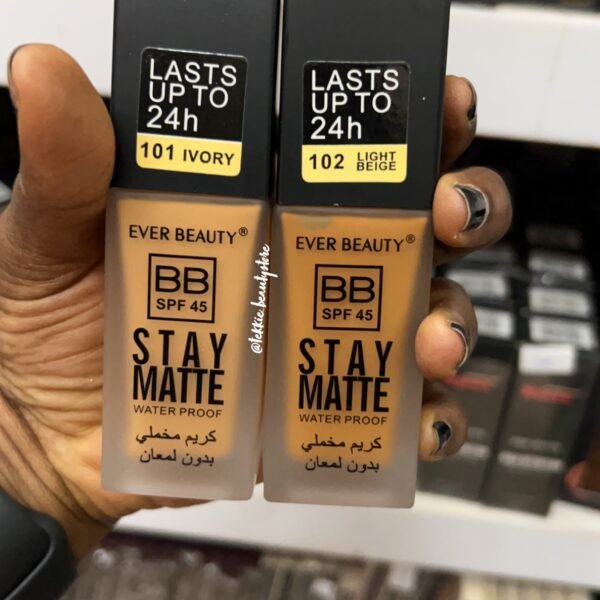 LASTS
UP TO
24h
101 IVORY
EVER BEAUTY®
BB
SPF 45
STAY
MATTE
WATER PROOF
كريم مخملي
بدون لمعان
@lekkie.beautystore
LASTS
UP TO
24h
102 LIGHT
BEIGE
EVER BEAUTY®
BB
SPF 45
STAY
MATTE
WATER PROOF
كريم مخملي
بدون لمعان